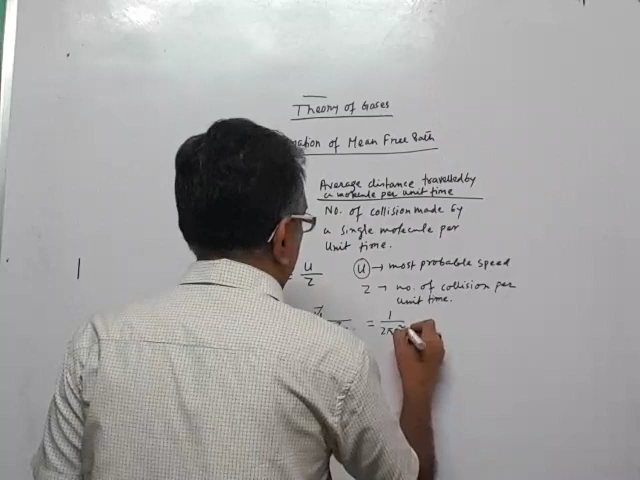 Theory of Gases
of Mean Free Path
Average distance travelled by
a molecule per unit time
No. of collision made by
a single molecule per
Unit time.
= U/Z
U → most probable speed
Z → no. of collision per
unit time.
= 1/2πσ²